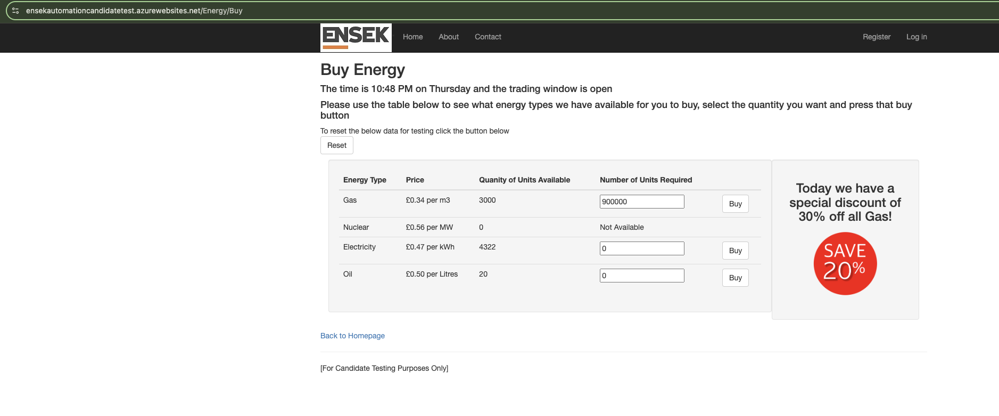 ensekautomationcandidatetest.azurewebsites.net/Energy/Buy
ENSEK Home About Contact Register Log in
Buy Energy
The time is 10:48 PM on Thursday and the trading window is open
Please use the table below to see what energy types we have available for you to buy, select the quantity you want and press that buy
button
To reset the below data for testing click the button below
Reset
Energy Type Price Quanity of Units Available Number of Units Required
Gas £0.34 per m3 3000 900000 Buy
Nuclear £0.56 per MW 0 Not Available
Electricity £0.47 per kWh 4322 0 Buy
Oil £0.50 per Litres 20 0 Buy
Today we have a
special discount of
30% off all Gas!
SAVE
20%
Back to Homepage
[For Candidate Testing Purposes Only]